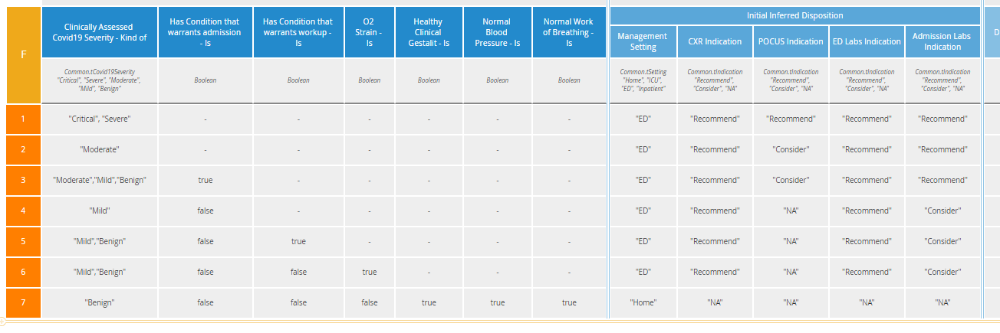 F
Clinically Assessed
Covid19 Severity - Kind of
Has Condition that
warrants admission
- Is
Has Condition that
warrants workup -
Is
O2
Strain -
Is
Healthy
Clinical
Gestalit - Is
Normal
Blood
Pressure - Is
Normal Work
of Breathing -
Is
Initial Inferred Disposition
Management
Setting
CXR Indication
POCUS Indication
ED Labs Indication
Admission Labs
Indication
D
Common.tCovid19Severity
"Critical", "Severe", "Moderate",
"Mild", "Benign"
Boolean
Boolean
Boolean
Boolean
Boolean
Boolean
Common.tSetting
"Home", "ICU",
"ED", "Inpatient"
Common.tIndication
"Recommend",
"Consider", "NA"
Common.tIndication
"Recommend",
"Consider", "NA"
Common.tIndication
"Recommend",
"Consider", "NA"
Common.tIndication
"Recommend",
"Consider", "NA"
1 "Critical", "Severe" - - - - - - "ED" "Recommend" "Recommend" "Recommend" "Recommend"
2 "Moderate" - - - - - - "ED" "Recommend" "Consider" "Recommend" "Recommend"
3 "Moderate","Mild","Benign" true - - - - - "ED" "Recommend" "Consider" "Recommend" "Recommend"
4 "Mild" false - - - - - "ED" "Recommend" "NA" "Recommend" "Consider"
5 "Mild","Benign" false true - - - - "ED" "Recommend" "NA" "Recommend" "Consider"
6 "Mild","Benign" false false true - - - "ED" "Recommend" "NA" "Recommend" "Consider"
7 "Benign" false false false true true true "Home" "NA" "NA" "NA" "NA"